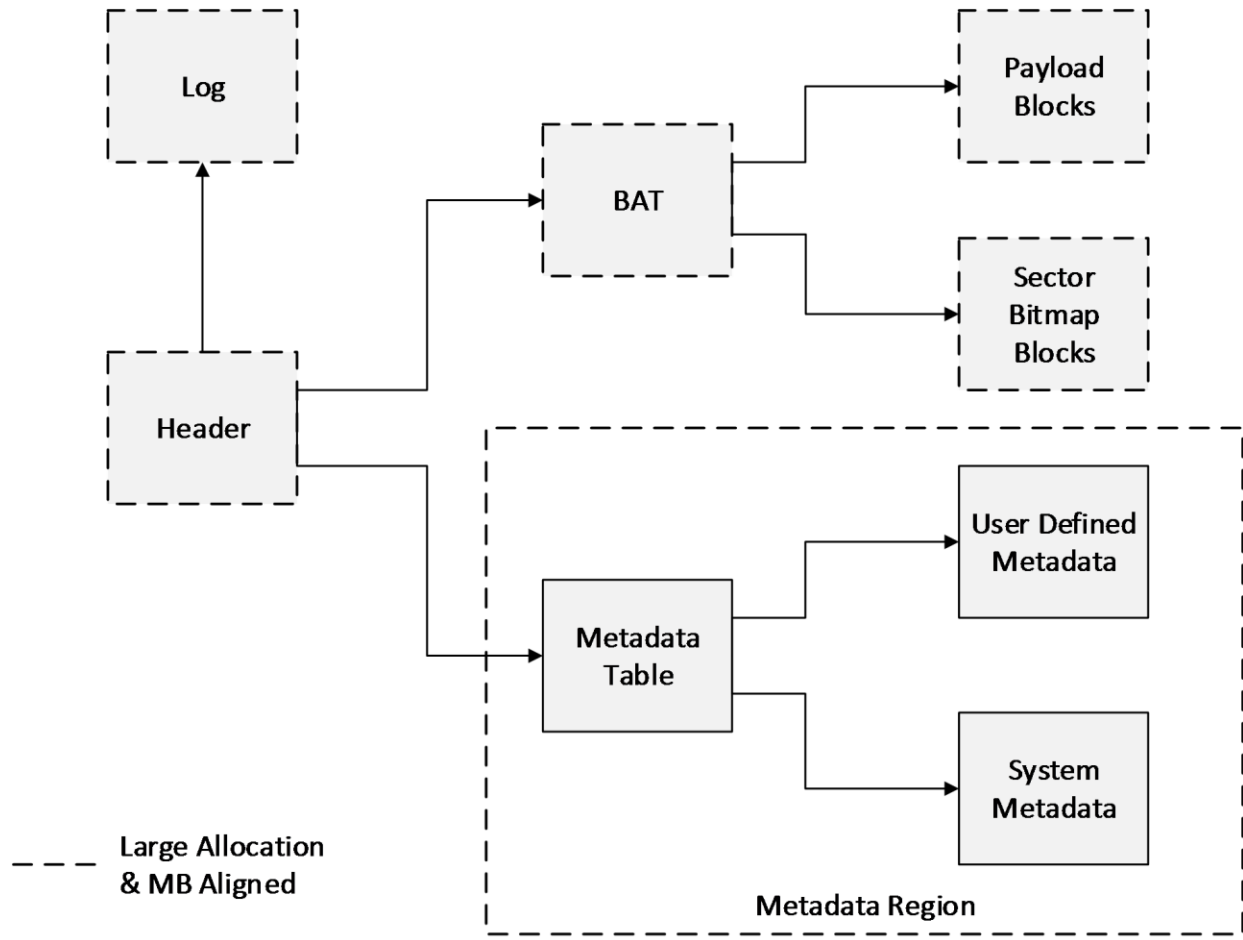 Log
Payload
Blocks
BAT
Sector
Bitmap
Blocks
Header
User Defined
Metadata
Metadata
Table
System
Metadata
Large Allocation
& MB Aligned
Metadata Region